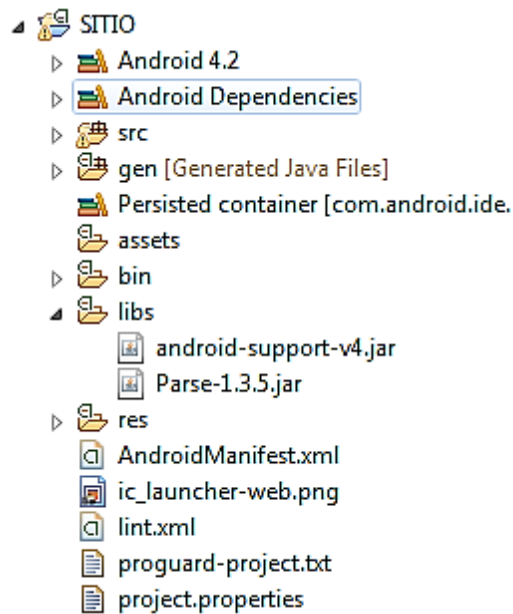 SITIO
Android 4.2
Android Dependencies
src
gen [Generated Java Files]
Persisted container [com.android.ide.
assets
bin
libs
android-support-v4.jar
Parse-1.3.5.jar
res
AndroidManifest.xml
ic_launcher-web.png
lint.xml
proguard-project.txt
project.properties